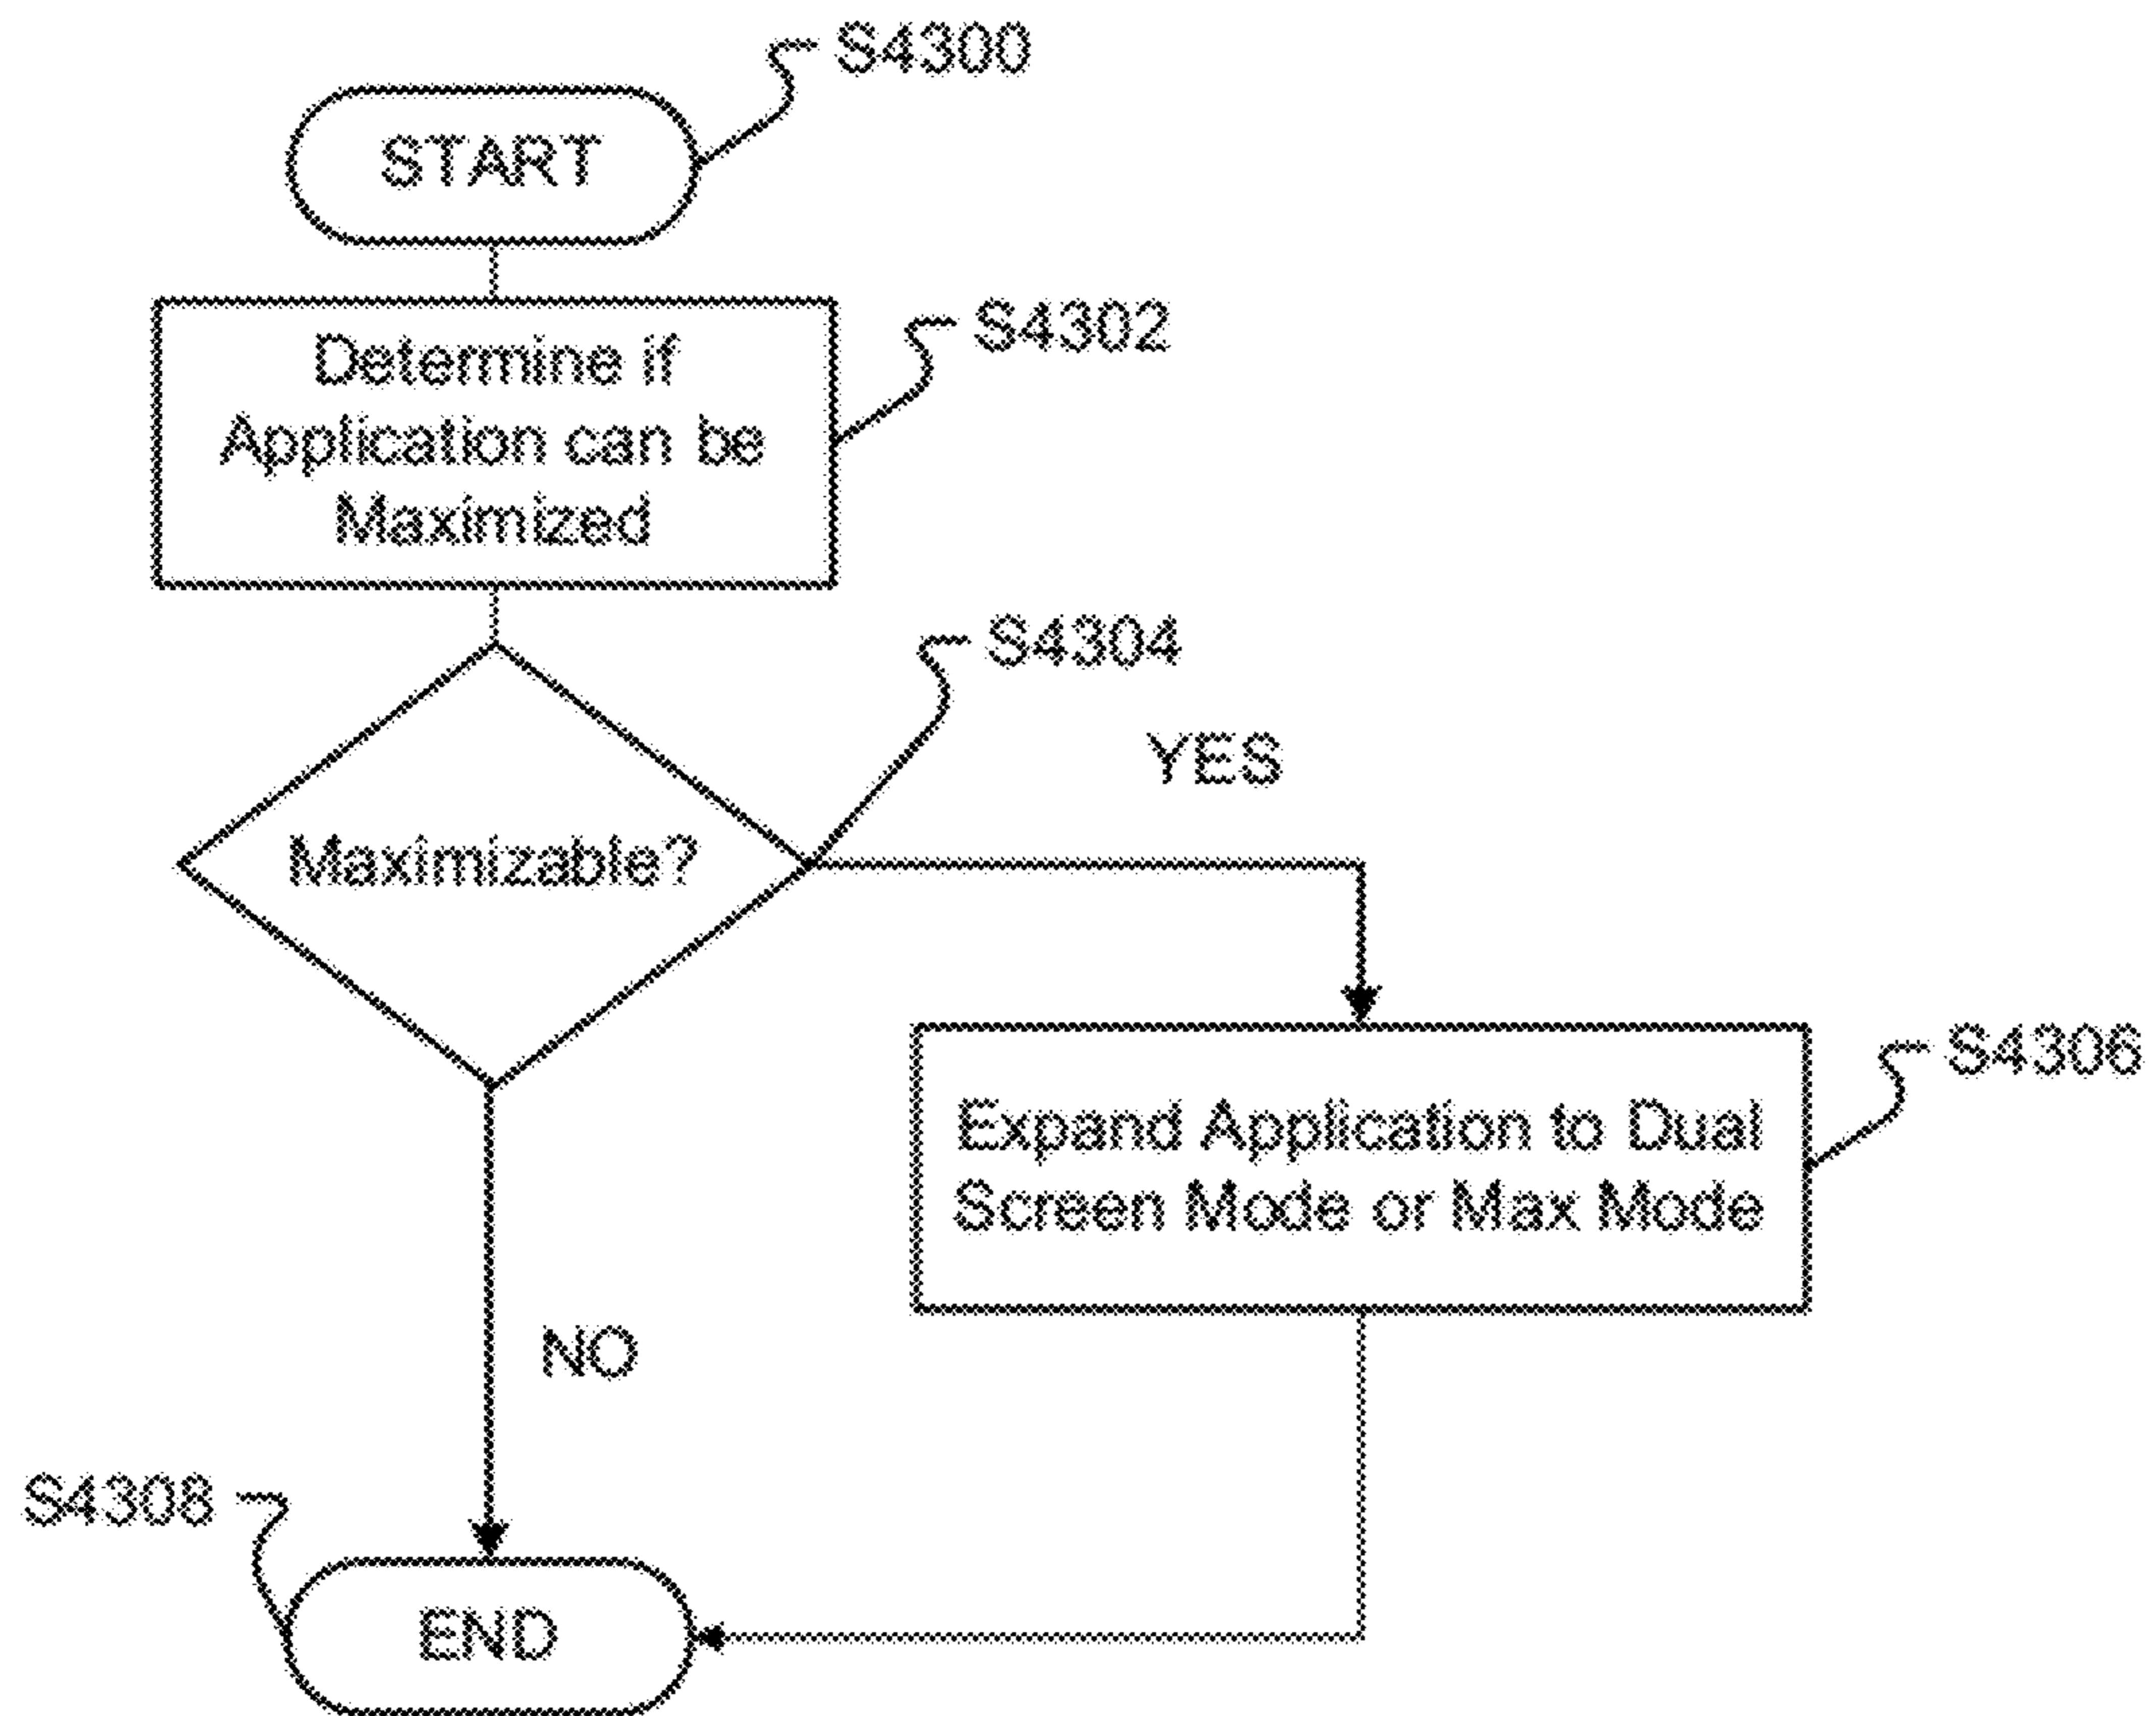 S4300
START
S4302
Determine if
Application can be
Maximized
S4304
YES
Maximizable?
S4306
Expand Application to Dual
Screen Mode or Max Mode
NO
S4308
END